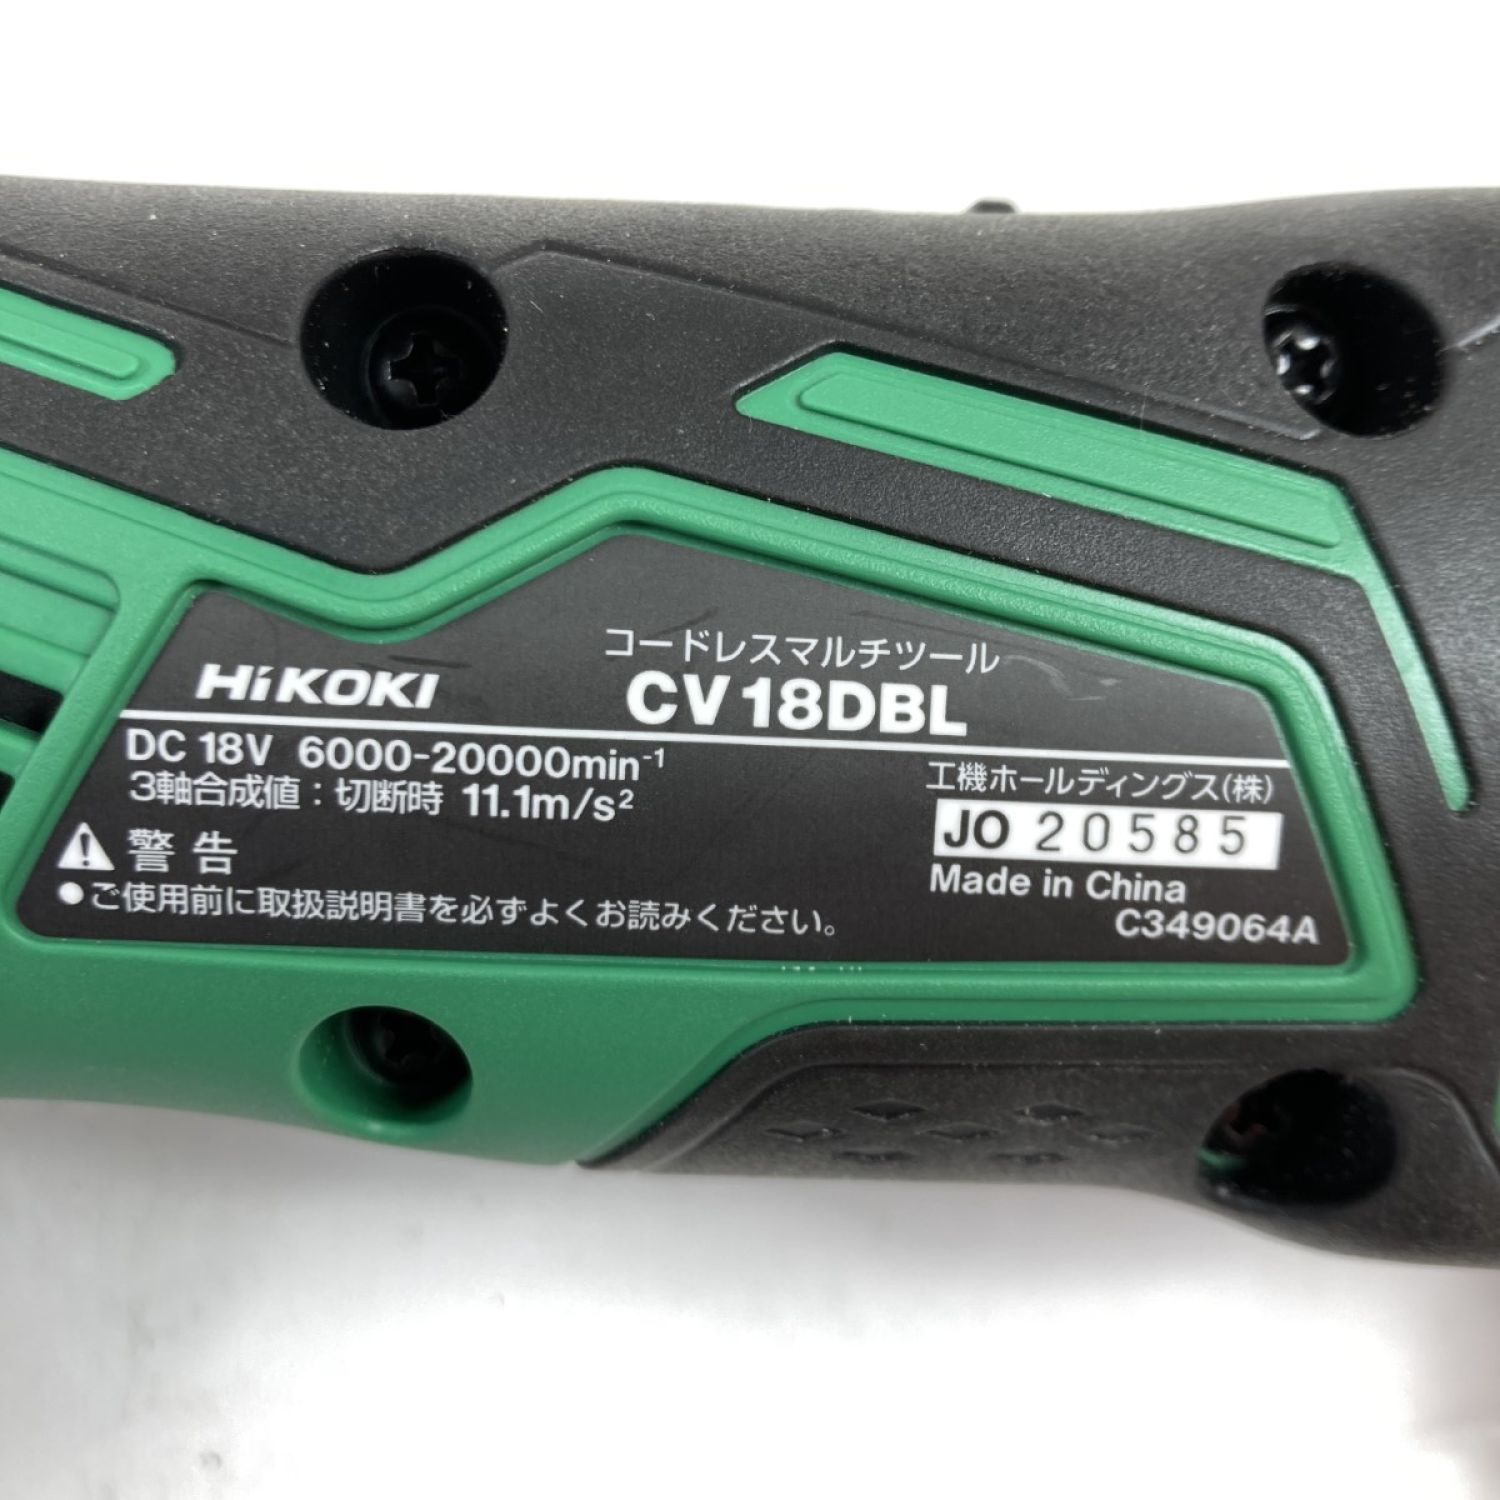 コードレスマルチツール
HiKOKI CV18DBL
DC 18V 6000-20000min⁻¹
3軸合成値：切断時 11.1m/s²
工機ホールディングス(株)
JO 20585
Made in China
⚠警告
●ご使用前に取扱説明書を必ずよくお読みください。
C349064A